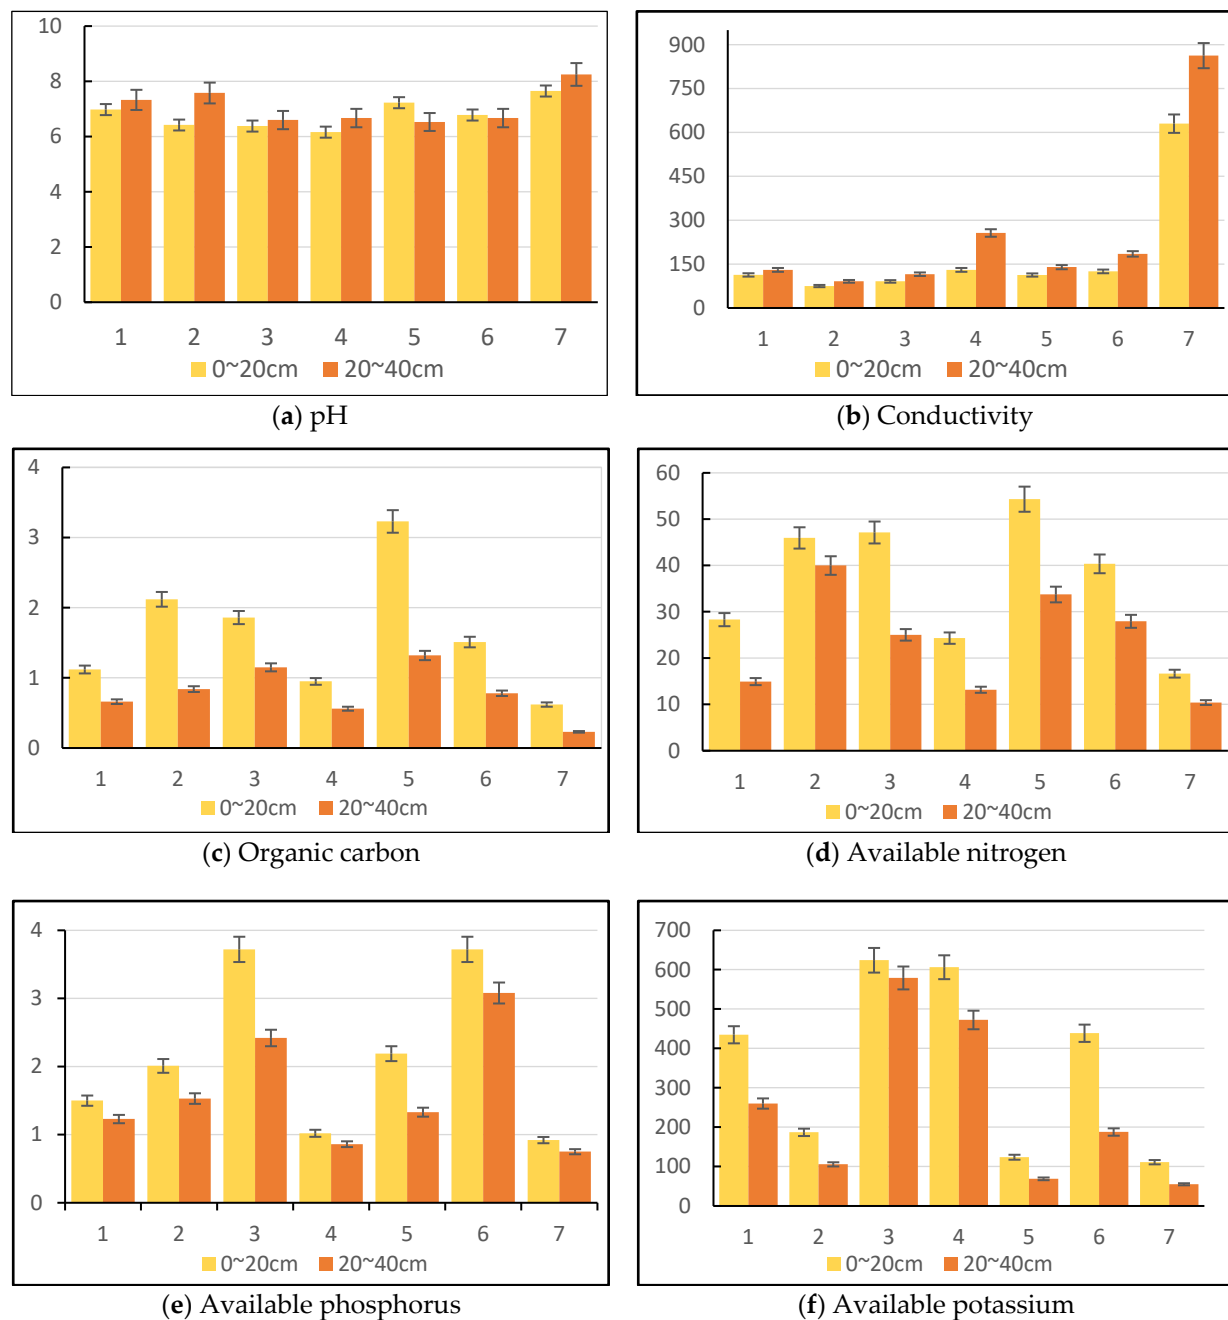 10
8
6
4
2
0
1 2 3 4 5 6 7
0~20cm 20~40cm
(a) pH
900
750
600
450
300
150
0
1 2 3 4 5 6 7
0~20cm 20~40cm
(b) Conductivity
4
3
2
1
0
1 2 3 4 5 6 7
0~20cm 20~40cm
(c) Organic carbon
60
50
40
30
20
10
0
1 2 3 4 5 6 7
0~20cm 20~40cm
(d) Available nitrogen
4
3
2
1
0
1 2 3 4 5 6 7
0~20cm 20~40cm
(e) Available phosphorus
700
600
500
400
300
200
100
0
1 2 3 4 5 6 7
0~20cm 20~40cm
(f) Available potassium